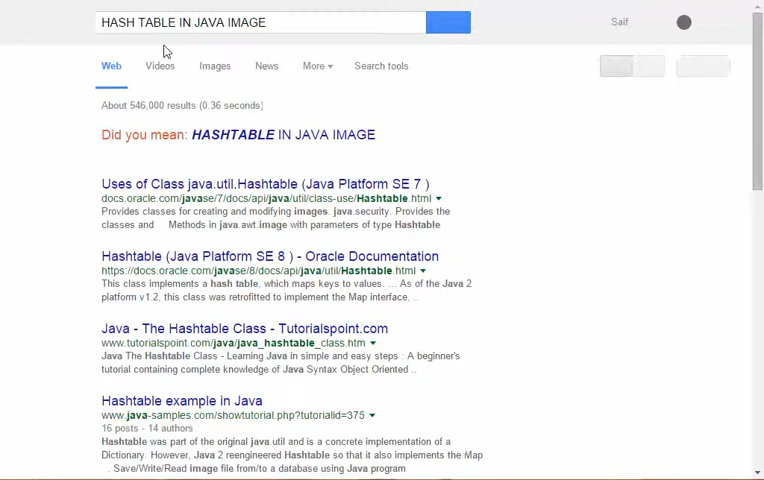 HASH TABLE IN JAVA IMAGE
Saif
Web Videos Images News More Search tools
About 546,000 results (0.36 seconds)
Did you mean: HASHTABLE IN JAVA IMAGE
Uses of Class java.util.Hashtable (Java Platform SE 7 )
docs.oracle.com/javase/7/docs/api/java/util/class-use/Hashtable.html
Provides classes for creating and modifying images. java.security. Provides the
classes and Methods in java.awt.image with parameters of type Hashtable
Hashtable (Java Platform SE 8 ) - Oracle Documentation
https://docs.oracle.com/javase/8/docs/api/java/util/Hashtable.html
This class implements a hash table, which maps keys to values. ... As of the Java 2
platform v1.2, this class was retrofitted to implement the Map interface, ..
Java - The Hashtable Class - Tutorialspoint.com
www.tutorialspoint.com/java/java_hashtable_class.htm
Java The Hashtable Class - Learning Java in simple and easy steps : A beginner's
tutorial containing complete knowledge of Java Syntax Object Oriented ..
Hashtable example in Java
www.java-samples.com/showtutorial.php?tutorialid=375
16 posts - 14 authors
Hashtable was part of the original java.util and is a concrete implementation of a
Dictionary. However, Java 2 reengineered Hashtable so that it also implements the Map
. Save/Write/Read image file from/to a database using Java program